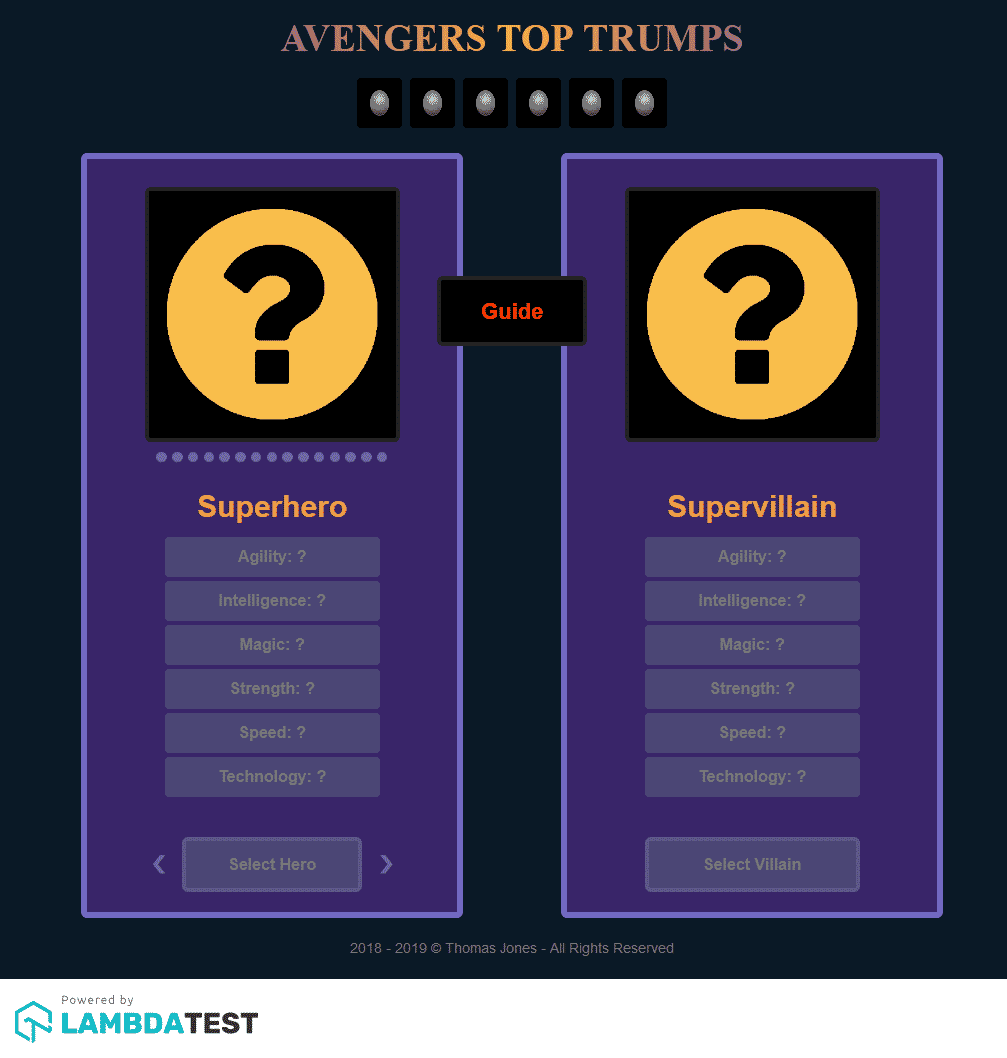 AVENGERS TOP TRUMPS
?
?
Guide
Superhero
Agility: ?
Intelligence: ?
Magic: ?
Strength: ?
Speed: ?
Technology: ?
❮
Select Hero
❯
Supervillain
Agility: ?
Intelligence: ?
Magic: ?
Strength: ?
Speed: ?
Technology: ?
Select Villain
2018 - 2019 © Thomas Jones - All Rights Reserved
Powered by
LAMBDATEST